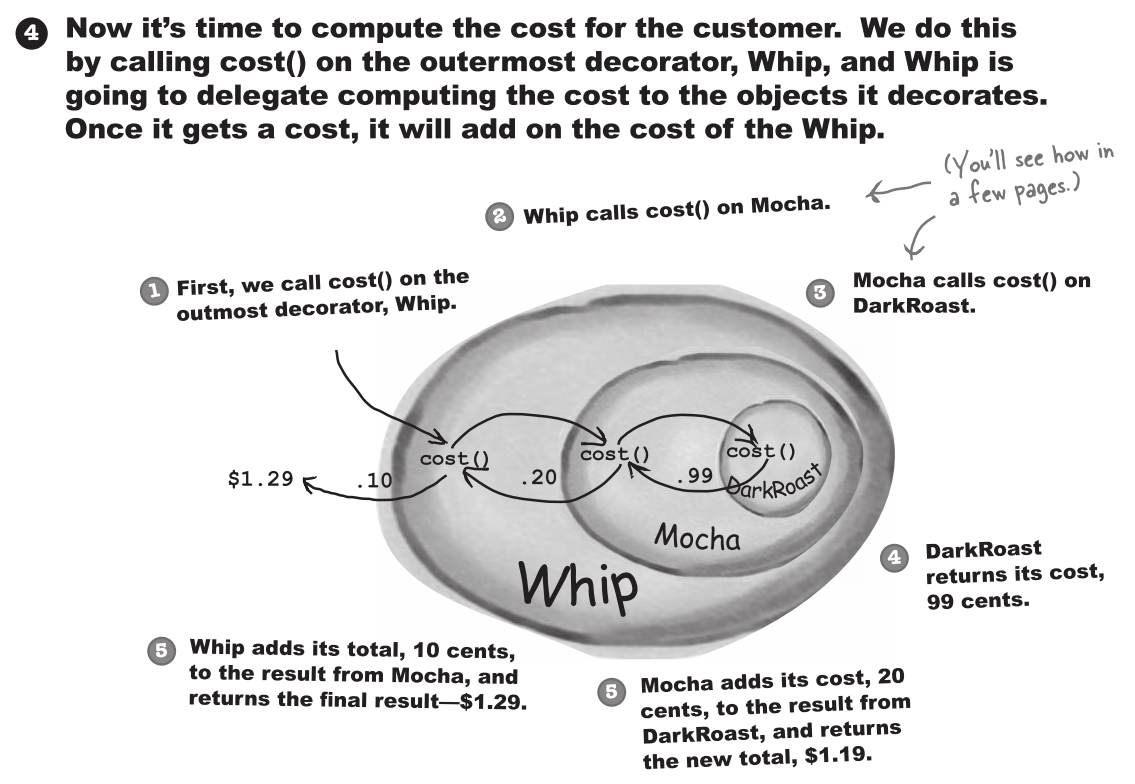 4 Now it’s time to compute the cost for the customer. We do this
by calling cost() on the outermost decorator, Whip, and Whip is
going to delegate computing the cost to the objects it decorates.
Once it gets a cost, it will add on the cost of the Whip.
(You'll see how in
a few pages.)
2 Whip calls cost() on Mocha.
1 First, we call cost() on the
outmost decorator, Whip.
3 Mocha calls cost() on
DarkRoast.
cost()
cost()
cost()
$1.29
.10
.20
.99
DarkRoast
Mocha
Whip
4 DarkRoast
returns its cost,
99 cents.
5 Whip adds its total, 10 cents,
to the result from Mocha, and
returns the final result—$1.29.
5 Mocha adds its cost, 20
cents, to the result from
DarkRoast, and returns
the new total, $1.19.